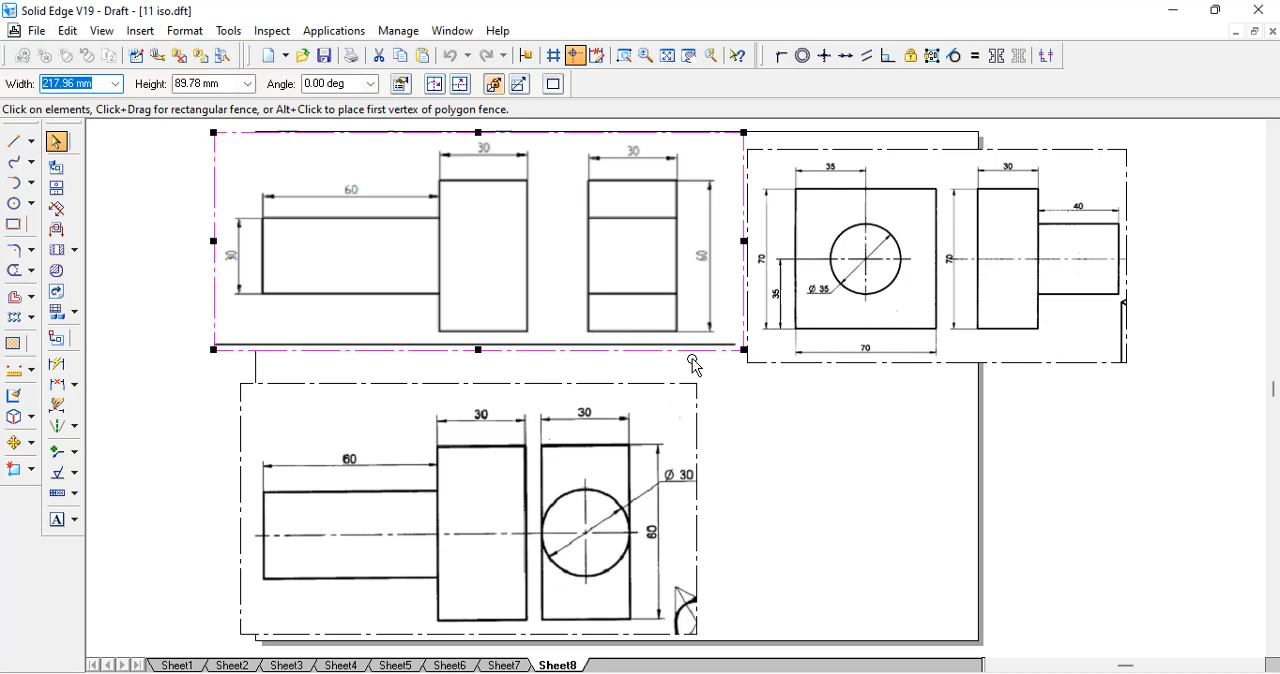 Solid Edge V19 - Draft - [11 iso.dft]
File Edit View Insert Format Tools Inspect Applications Manage Window Help
Width: 217.96 mm Height: 89.78 mm Angle: 0.00 deg
Click on elements, Click+Drag for rectangular fence, or Alt+Click to place first vertex of polygon fence.
30 30
60
30 60
35 30
40
70 70
Ø 35
35
70
30 30
60
Ø 30
60
A
Sheet1 Sheet2 Sheet3 Sheet4 Sheet5 Sheet6 Sheet7 Sheet8